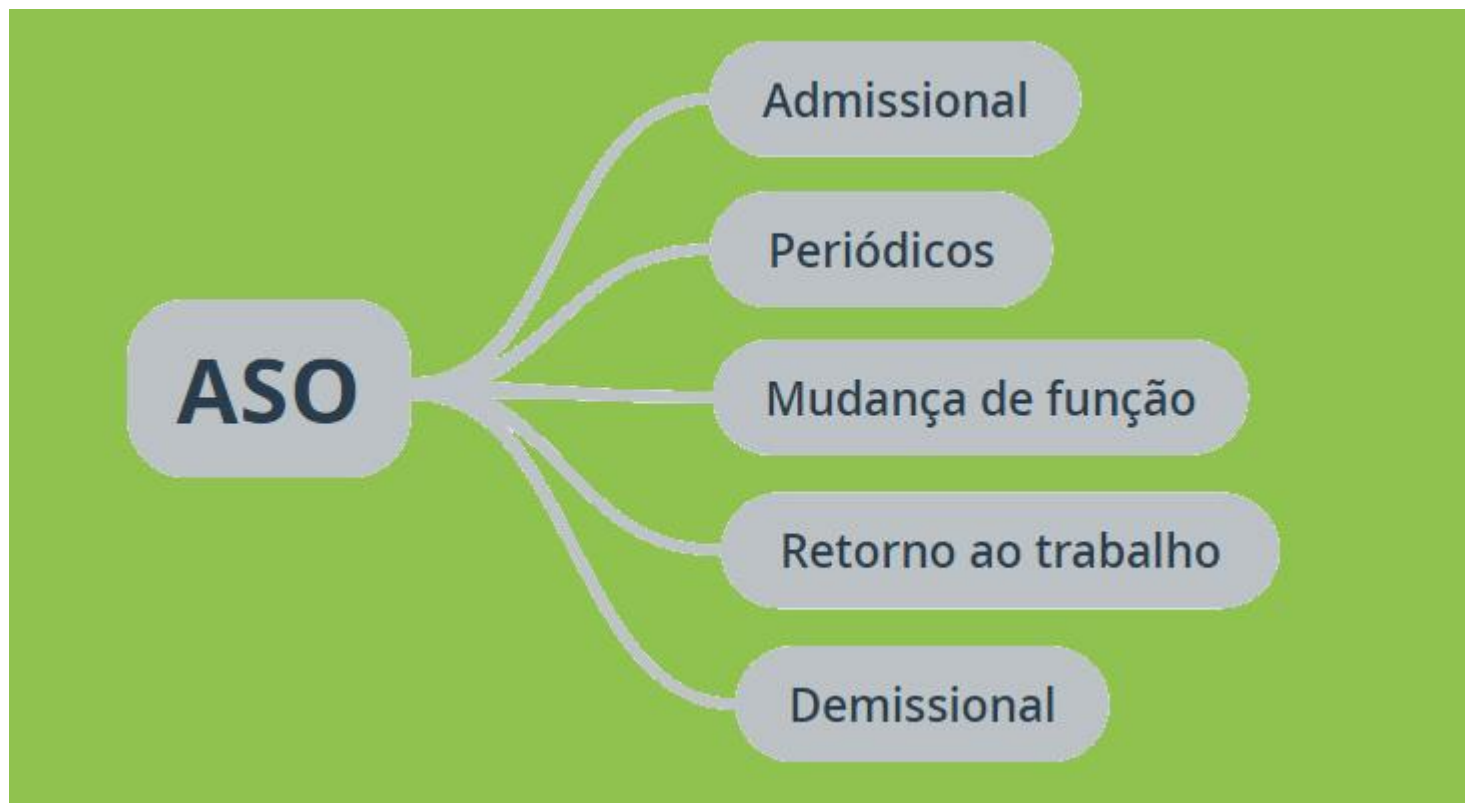 Admissional
Periódicos
ASO
Mudança de função
Retorno ao trabalho
Demissional